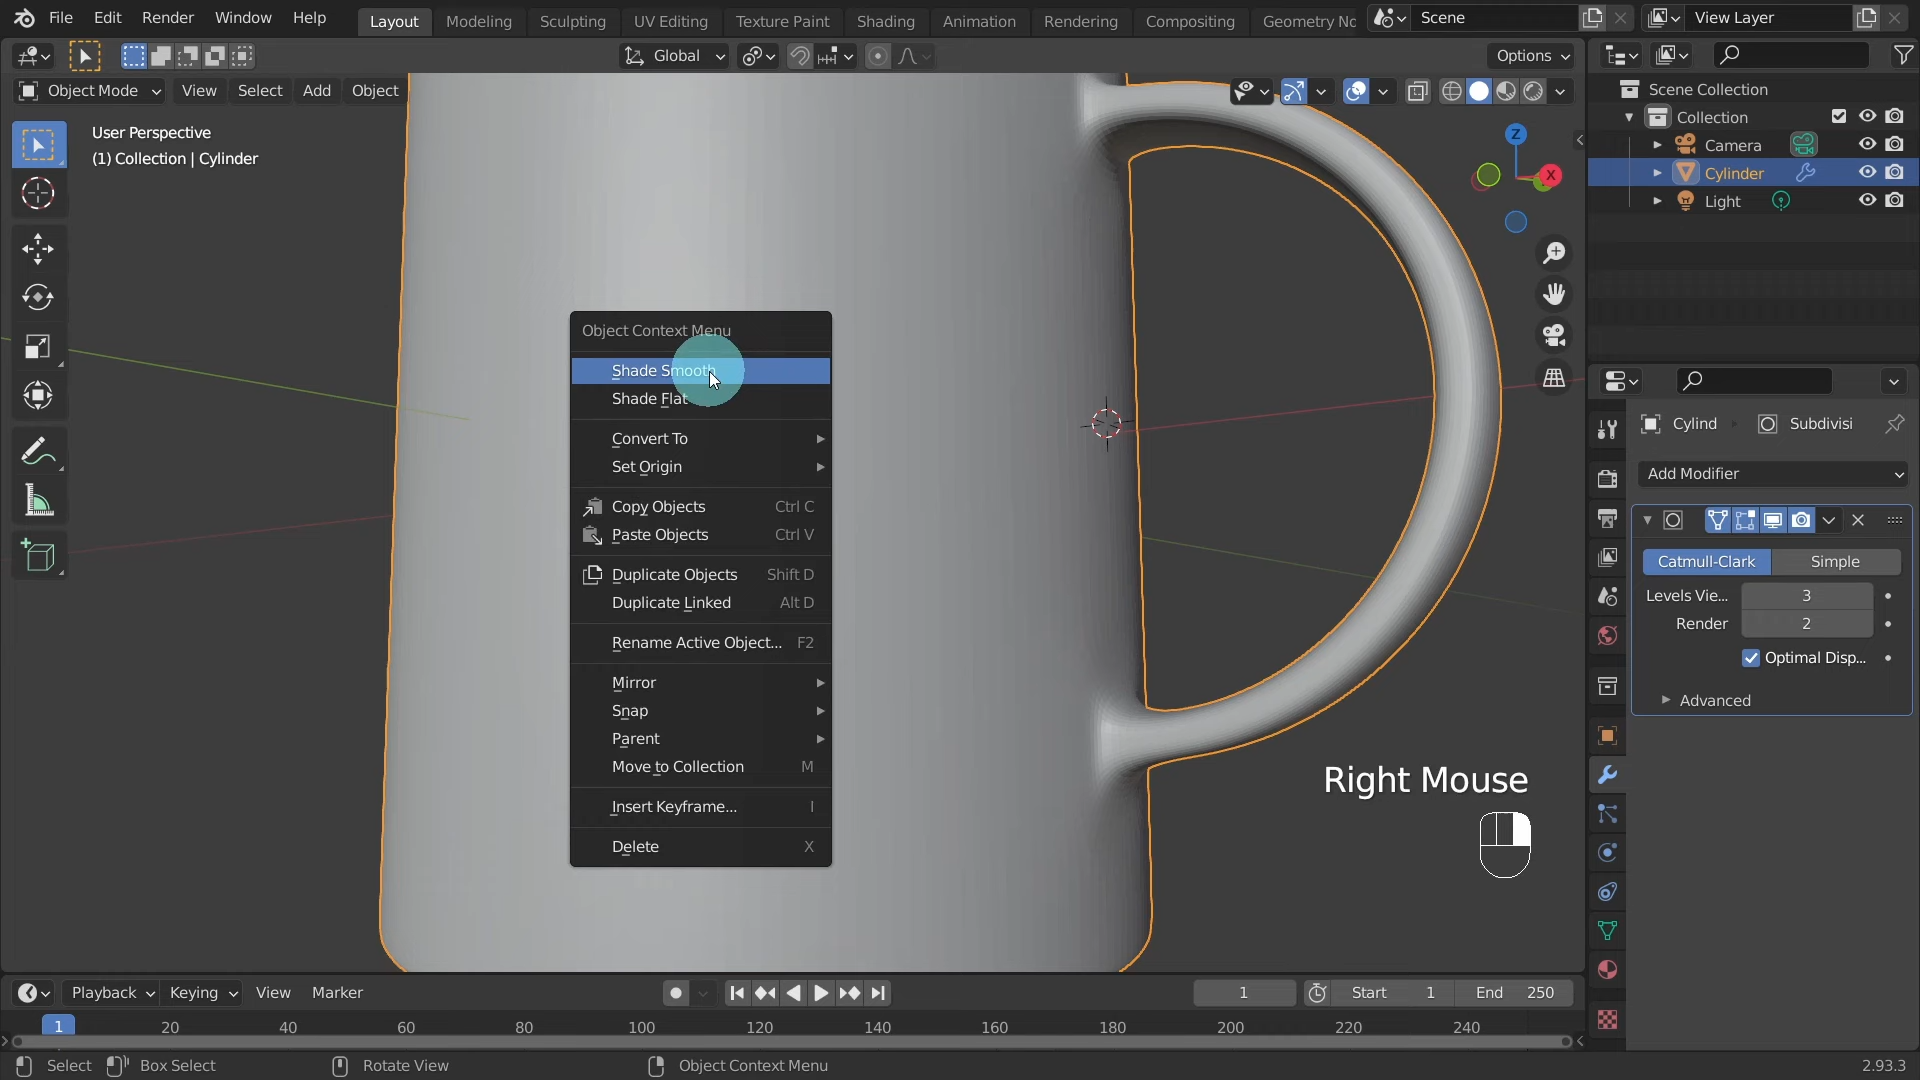 File Edit Render Window Help
Layout Modeling Sculpting UV Editing Texture Paint Shading Animation Rendering Compositing Geometry No
Scene
View Layer
Global
Options
Object Mode View Select Add Object
User Perspective
(1) Collection | Cylinder
Z
X
Scene Collection
Collection
Camera
Cylinder
Light
Object Context Menu
Shade Smooth
Shade Flat
Convert To
Set Origin
Copy Objects Ctrl C
Paste Objects Ctrl V
Duplicate Objects Shift D
Duplicate Linked Alt D
Rename Active Object... F2
Mirror
Snap
Parent
Move to Collection M
Insert Keyframe... I
Delete X
Right Mouse
Cylind Subdivisi
Add Modifier
Catmull-Clark Simple
Levels Vie... 3
Render 2
Optimal Disp...
Advanced
Playback Keying View Marker
1 Start 1 End 250
1 20 40 60 80 100 120 140 160 180 200 220 240
Select Box Select Rotate View Object Context Menu 2.93.3